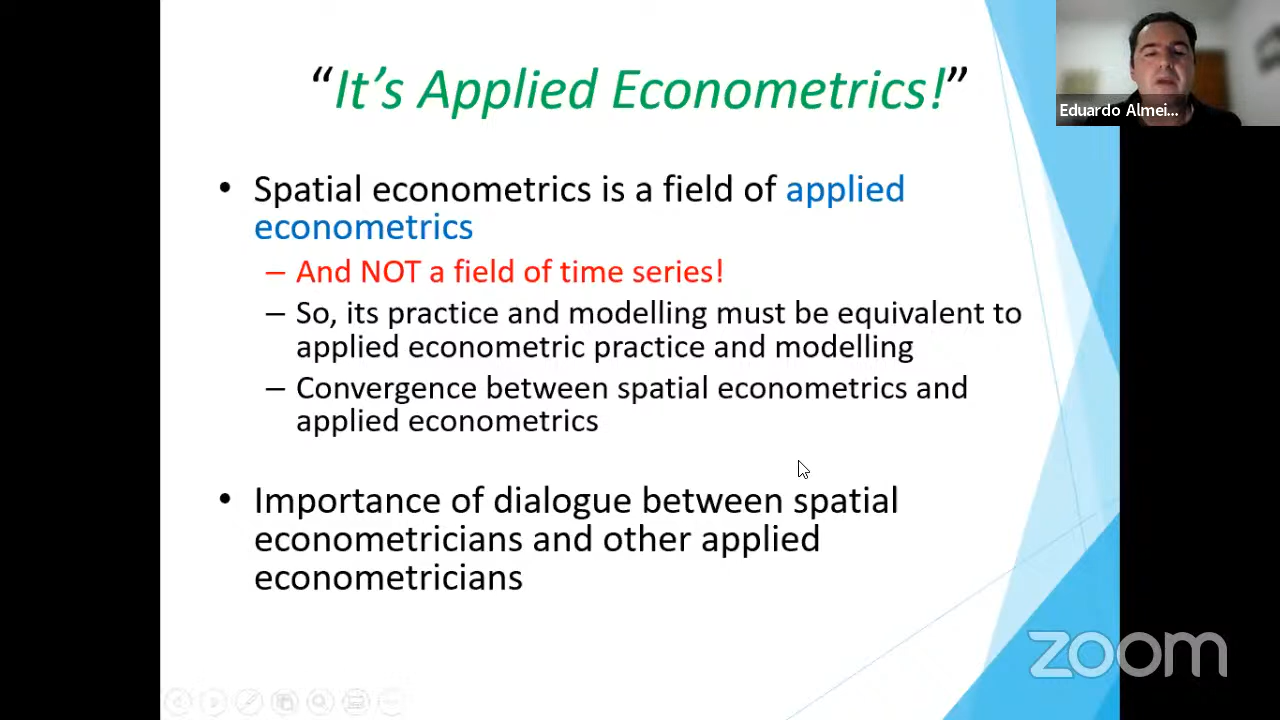 “It’s Applied Econometrics!”
Eduardo Almei...
• Spatial econometrics is a field of applied
econometrics
– And NOT a field of time series!
– So, its practice and modelling must be equivalent to
applied econometric practice and modelling
– Convergence between spatial econometrics and
applied econometrics
• Importance of dialogue between spatial
econometricians and other applied
econometricians
zoom